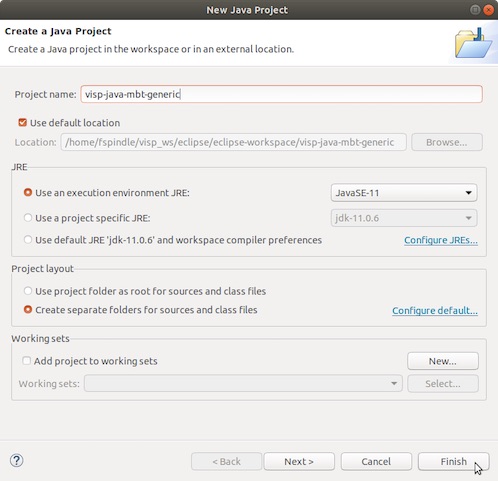 New Java Project
Create a Java Project
Create a Java project in the workspace or in an external location.
Project name: visp-java-mbt-generic
Use default location
Location: /home/fspindle/visp_ws/eclipse/eclipse-workspace/visp-java-mbt-generic Browse...
JRE
Use an execution environment JRE: JavaSE-11
Use a project specific JRE: jdk-11.0.6
Use default JRE 'jdk-11.0.6' and workspace compiler preferences Configure JREs...
Project layout
Use project folder as root for sources and class files
Create separate folders for sources and class files Configure default...
Working sets
Add project to working sets New...
Working sets: Select...
? < Back Next > Cancel Finish